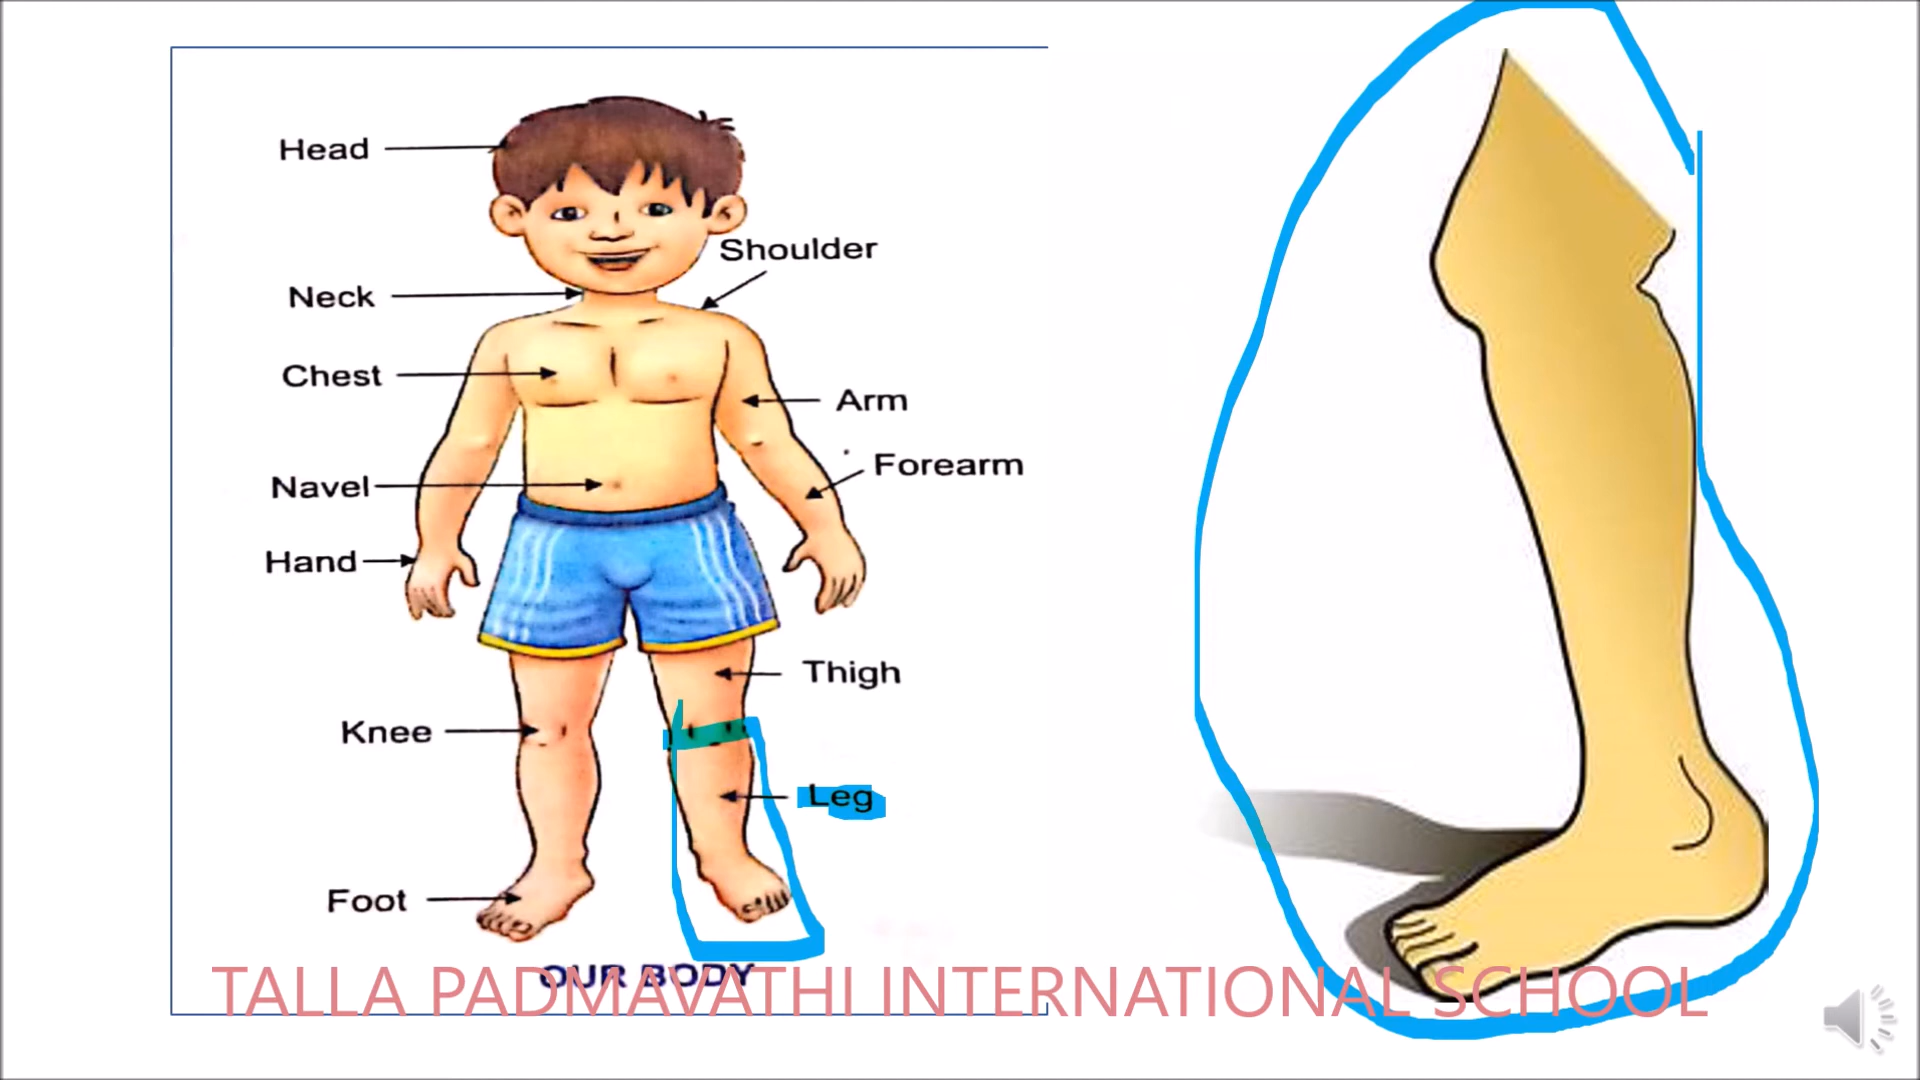 Head
Shoulder
Neck
Chest
Arm
Forearm
Navel
Hand
Thigh
Knee
Leg
Foot
OUR BODY
TALLA PADMAVATHI INTERNATIONAL SCHOOL